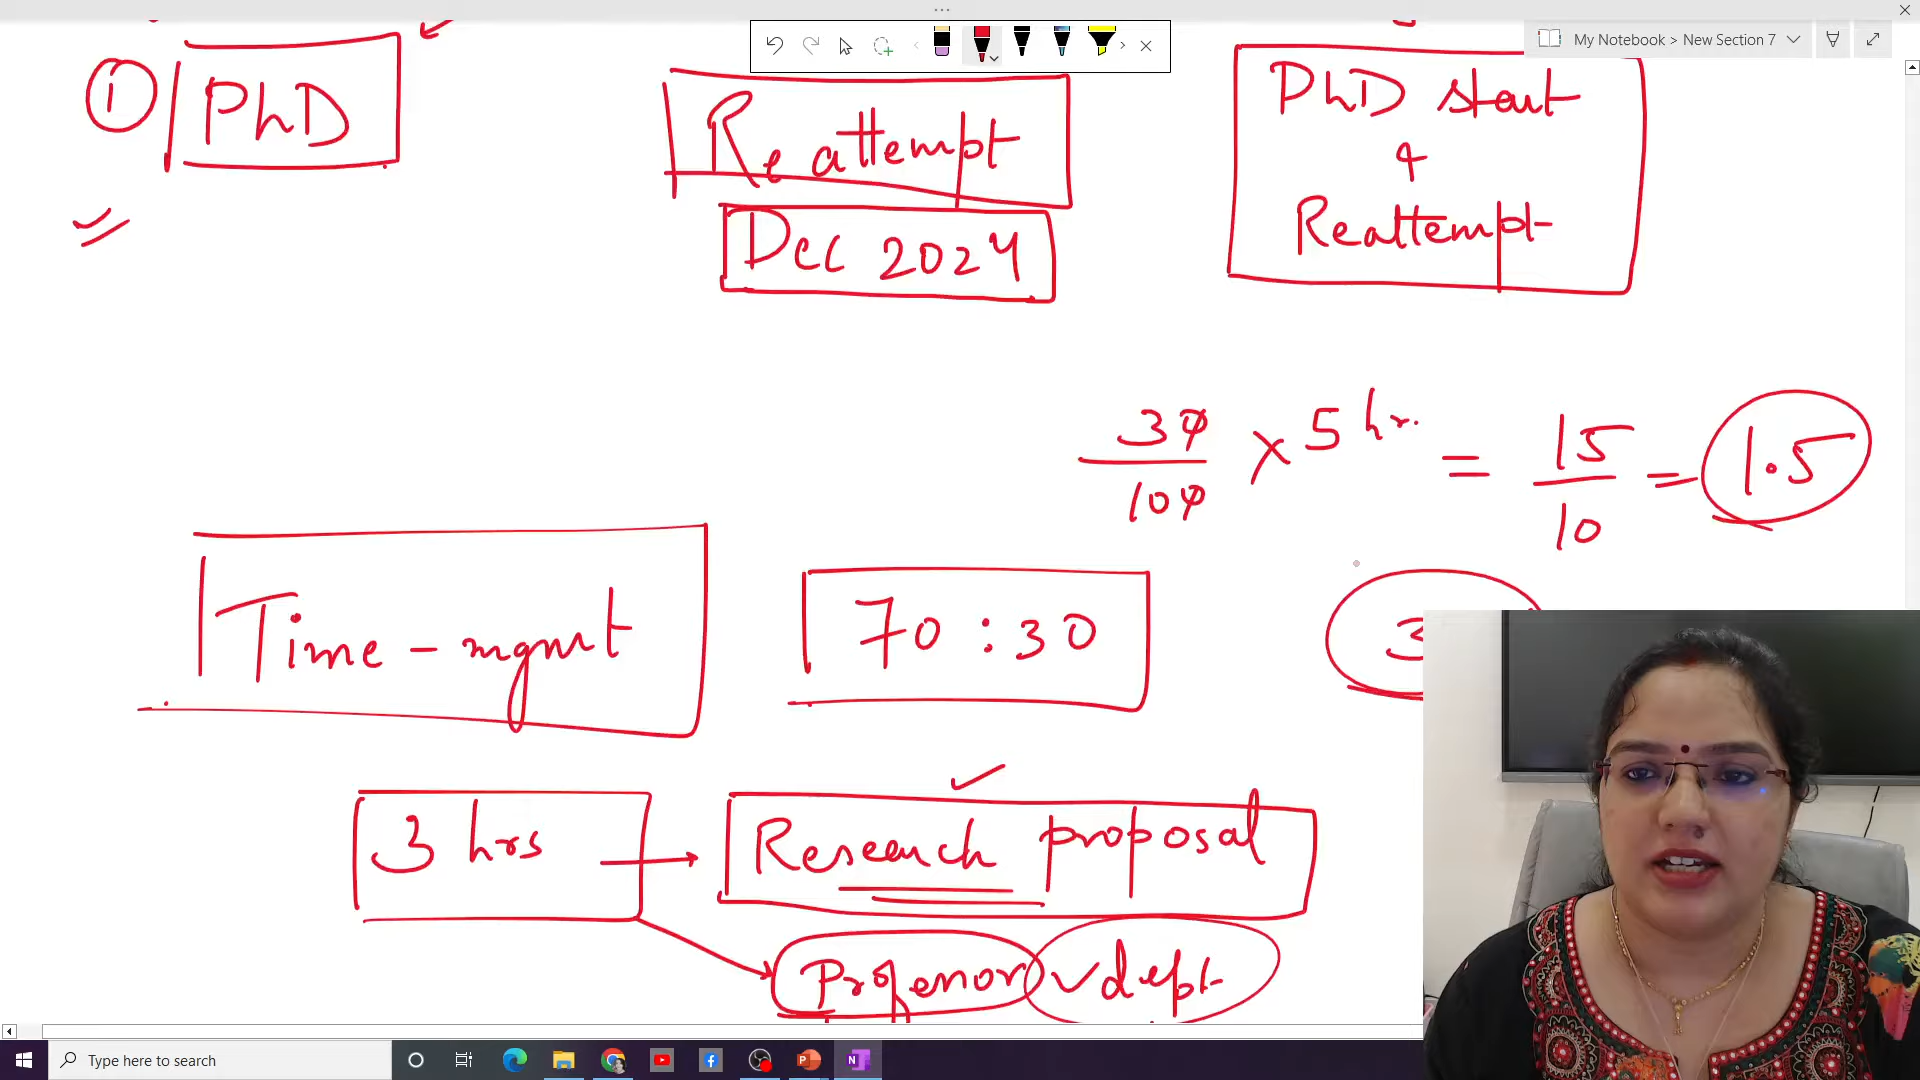 My Notebook > New Section 7
① PhD
Reattempt
Dec 2024
PhD start
&
Reattempt
30/100 × 5 hr. = 15/10 = 1.5
Time - mgmt
70 : 30
3
3 hrs
Research proposal
Professor
dept
Type here to search